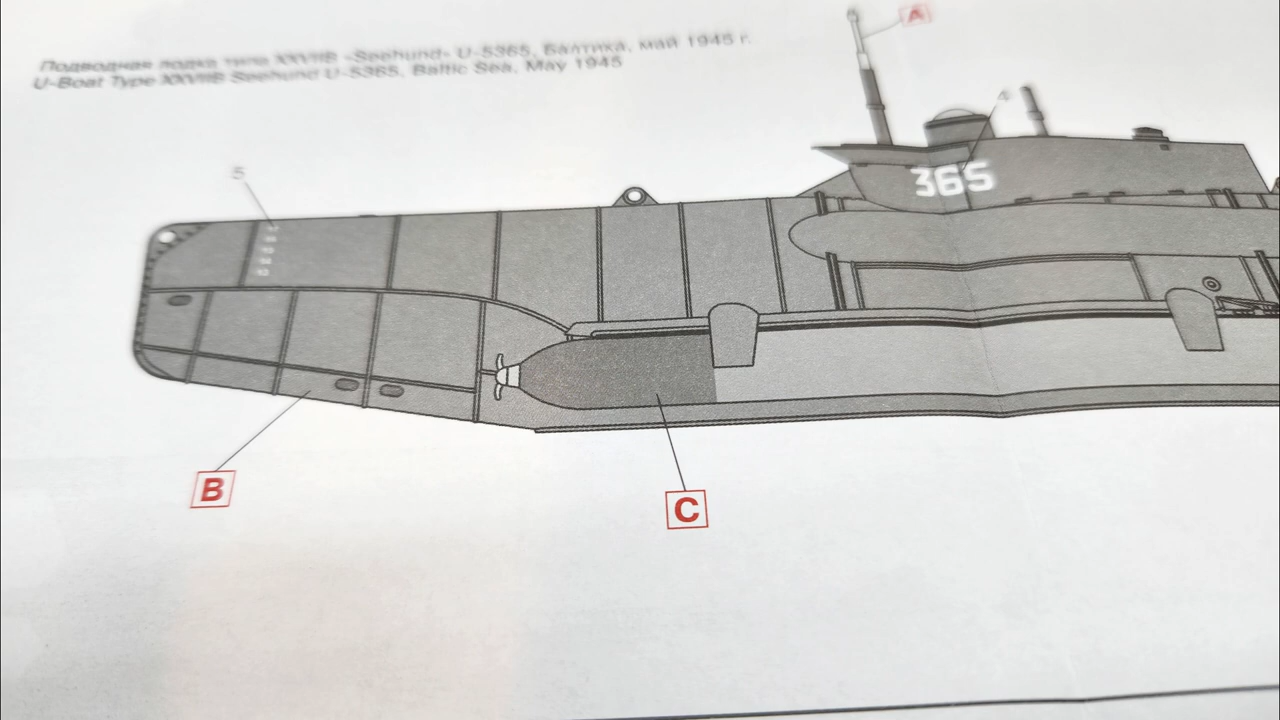 Подводная лодка типа XXVIIB «Seehund» U-5365, Балтика, май 1945 г.
U-Boat Type XXVIIB Seehund U-5365, Baltic Sea, May 1945
A
4
5
365
B
C